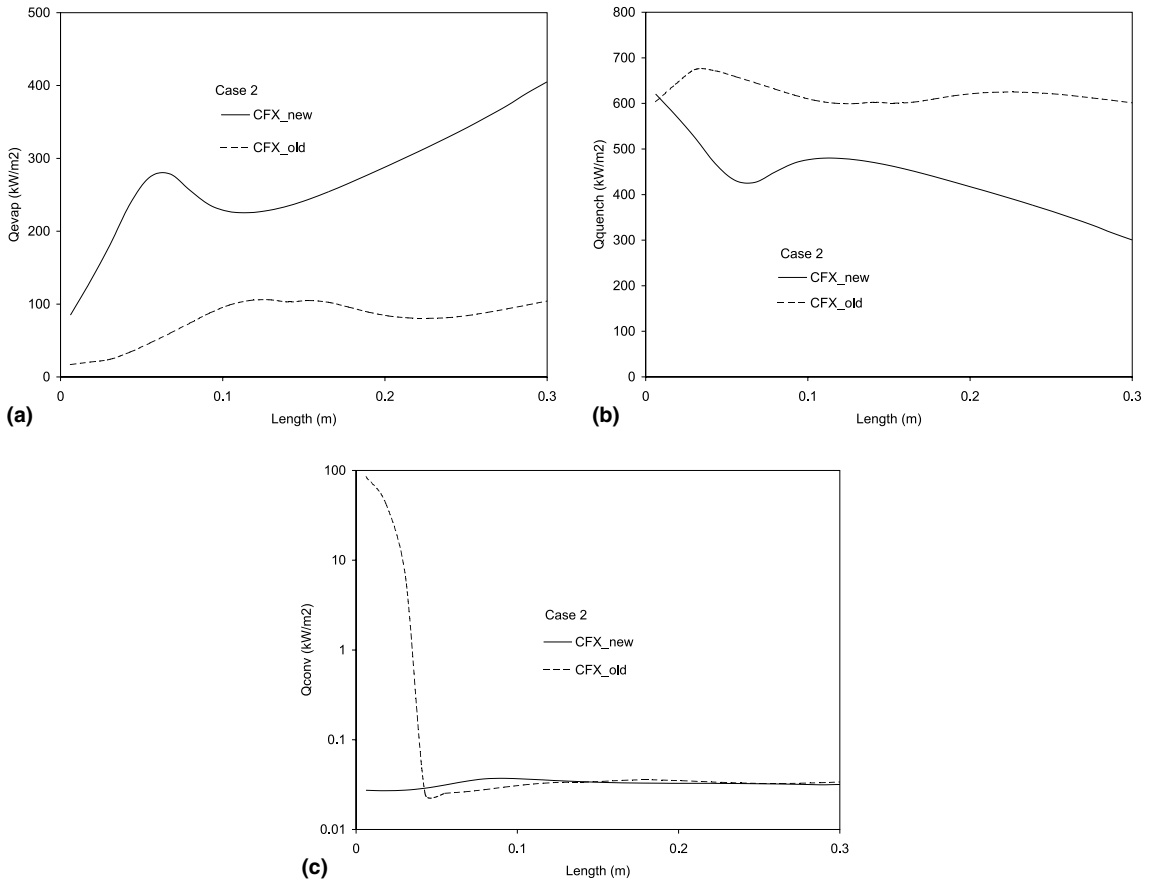 500
400
300
200
100
0
Qevap (kW/m2)
Case 2
CFX_new
CFX_old
0
0.1
0.2
0.3
Length (m)
(a)
800
700
600
500
400
300
200
100
0
Qquench (kW/m2)
Case 2
CFX_new
CFX_old
0
0.1
0.2
0.3
Length (m)
(b)
100
10
1
0.1
0.01
Qconv (kW/m2)
Case 2
CFX_new
CFX_old
0
0.1
0.2
0.3
Length (m)
(c)